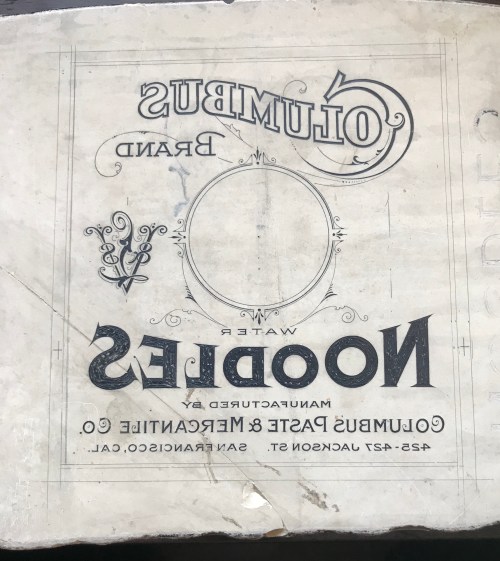 COLUMBUS
BRAND
WATER
NOODLES
MANUFACTURED BY
COLUMBUS PASTE & MERCANTILE CO.
425-427 JACKSON ST. SAN FRANCISCO, CAL.